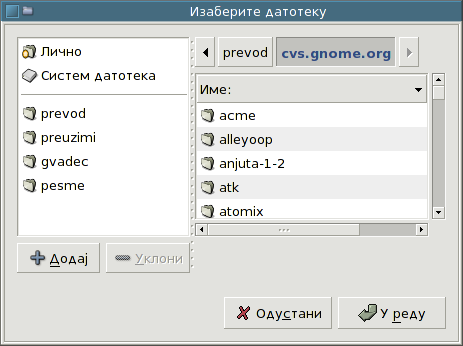 Изаберите датотеку
Лично
Систем датотека
prevod
preuzimi
gvadec
pesme
Додај
Уклони
prevod
cvs.gnome.org
Име:
acme
alleyoop
anjuta-1-2
atk
atomix
Одустани
У реду